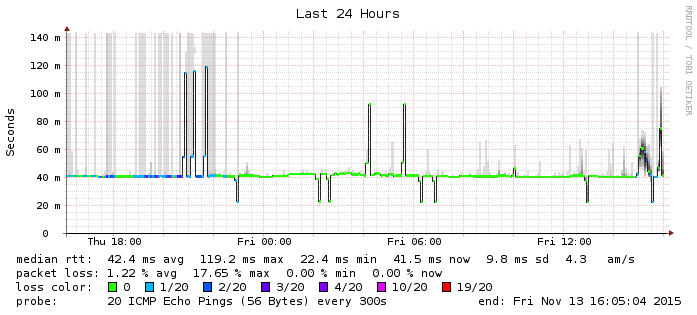 Last 24 Hours
RRDTOOL / TOBI OETIKER
Seconds
140 m
120 m
100 m
80 m
60 m
40 m
20 m
0
Thu 18:00 Fri 00:00 Fri 06:00 Fri 12:00
median rtt: 42.4 ms avg 119.2 ms max 22.4 ms min 41.5 ms now 9.8 ms sd 4.3 am/s
packet loss: 1.22 % avg 17.65 % max 0.00 % min 0.00 % now
loss color: 0 1/20 2/20 3/20 4/20 10/20 19/20
probe: 20 ICMP Echo Pings (56 Bytes) every 300s end: Fri Nov 13 16:05:04 2015